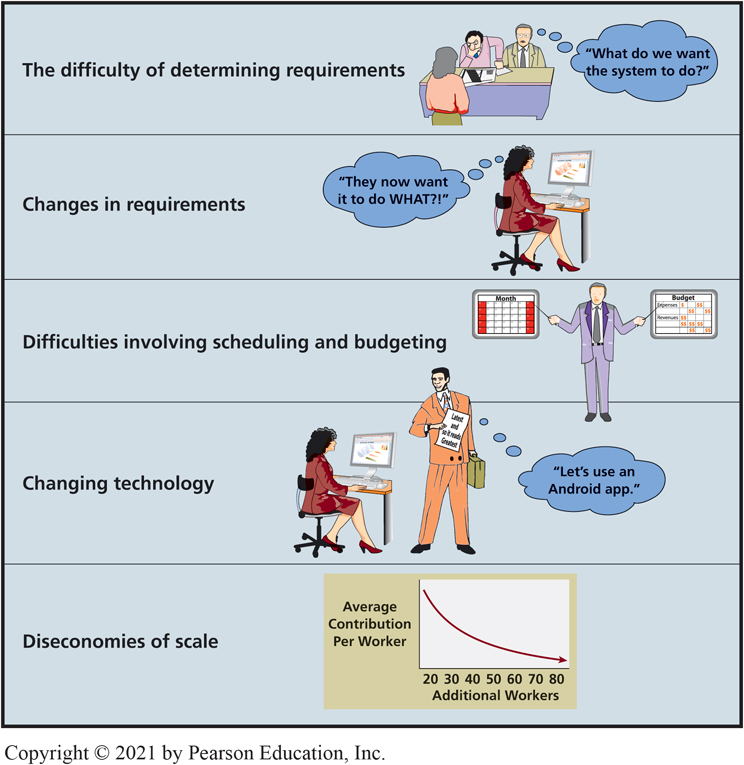 The difficulty of determining requirements
“What do we want
the system to do?”
Changes in requirements
“They now want
it to do WHAT?!”
Difficulties involving scheduling and budgeting
Month
Budget
Expenses $ $$
$$ $$
Revenues $$
$$ $$ $$
$$ $$
Changing technology
Latest
and
so it ready
Greatest
“Let’s use an
Android app.”
Diseconomies of scale
Average
Contribution
Per Worker
20 30 40 50 60 70 80
Additional Workers
Copyright © 2021 by Pearson Education, Inc.